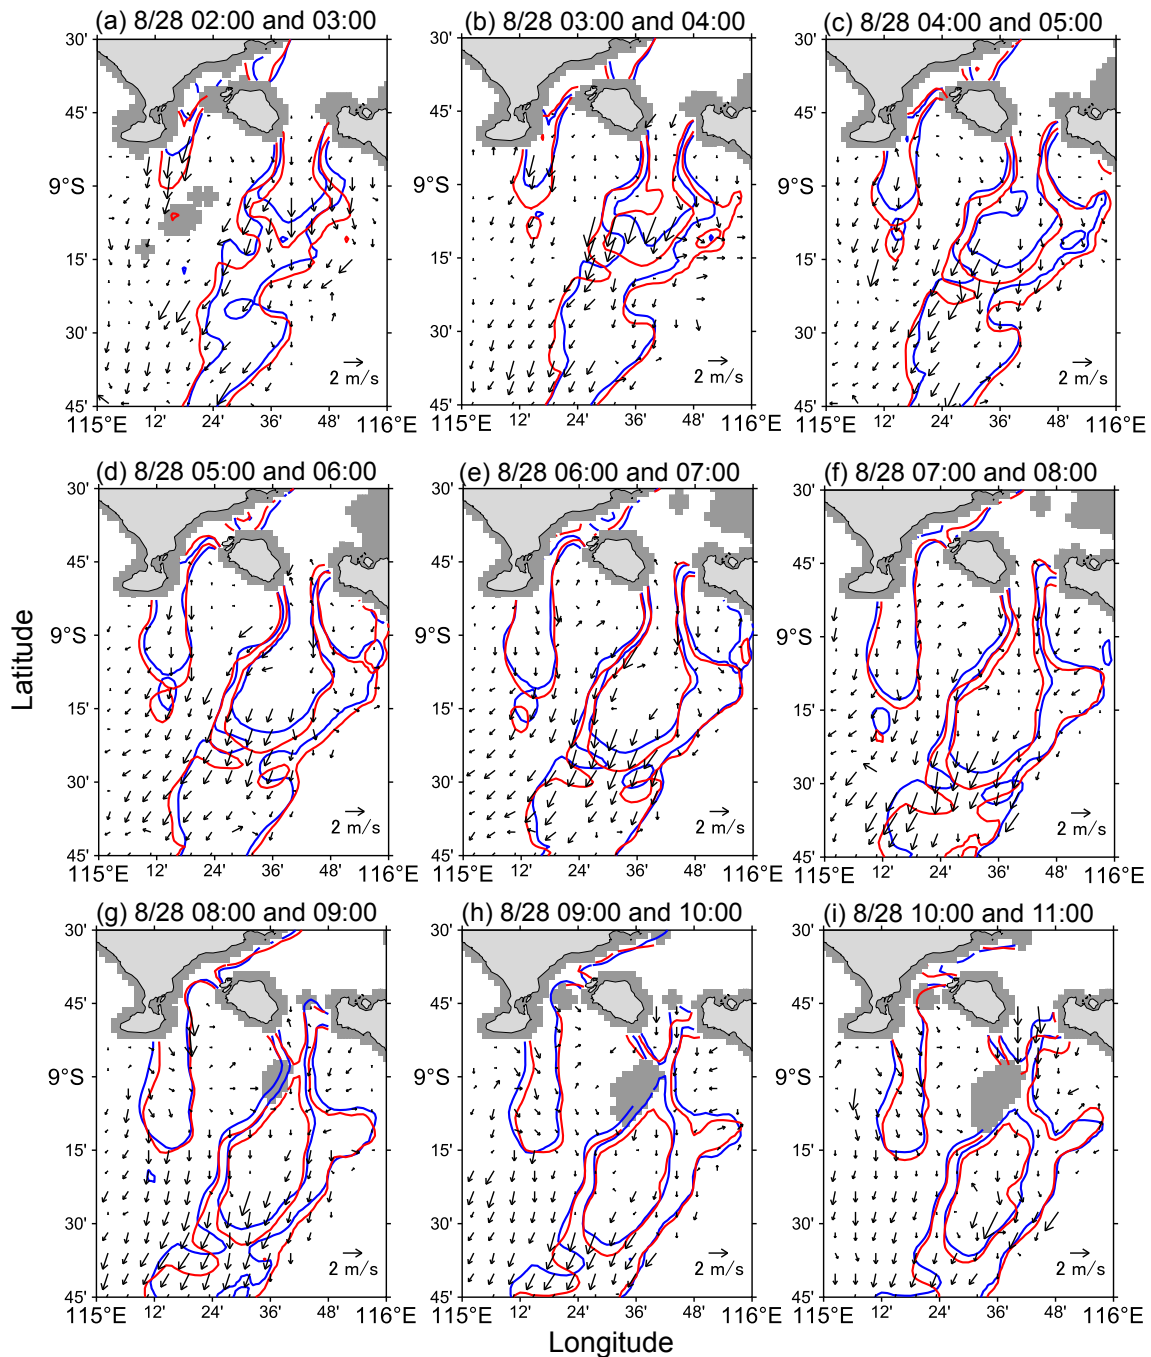 (a) 8/28 02:00 and 03:00
(b) 8/28 03:00 and 04:00
(c) 8/28 04:00 and 05:00
30'
30'
30'
45'
45'
45'
9°S
9°S
9°S
15'
15'
15'
30'
30'
30'
2 m/s
2 m/s
2 m/s
45'
45'
45'
115°E 12' 24' 36' 48' 116°E
115°E 12' 24' 36' 48' 116°E
115°E 12' 24' 36' 48' 116°E
(d) 8/28 05:00 and 06:00
(e) 8/28 06:00 and 07:00
(f) 8/28 07:00 and 08:00
30'
30'
30'
45'
45'
45'
Latitude
9°S
9°S
9°S
15'
15'
15'
30'
30'
30'
2 m/s
2 m/s
2 m/s
45'
45'
45'
115°E 12' 24' 36' 48' 116°E
115°E 12' 24' 36' 48' 116°E
115°E 12' 24' 36' 48' 116°E
(g) 8/28 08:00 and 09:00
(h) 8/28 09:00 and 10:00
(i) 8/28 10:00 and 11:00
30'
30'
30'
45'
45'
45'
9°S
9°S
9°S
15'
15'
15'
30'
30'
30'
2 m/s
2 m/s
2 m/s
45'
45'
45'
115°E 12' 24' 36' 48' 116°E
115°E 12' 24' 36' 48' 116°E
115°E 12' 24' 36' 48' 116°E
Longitude